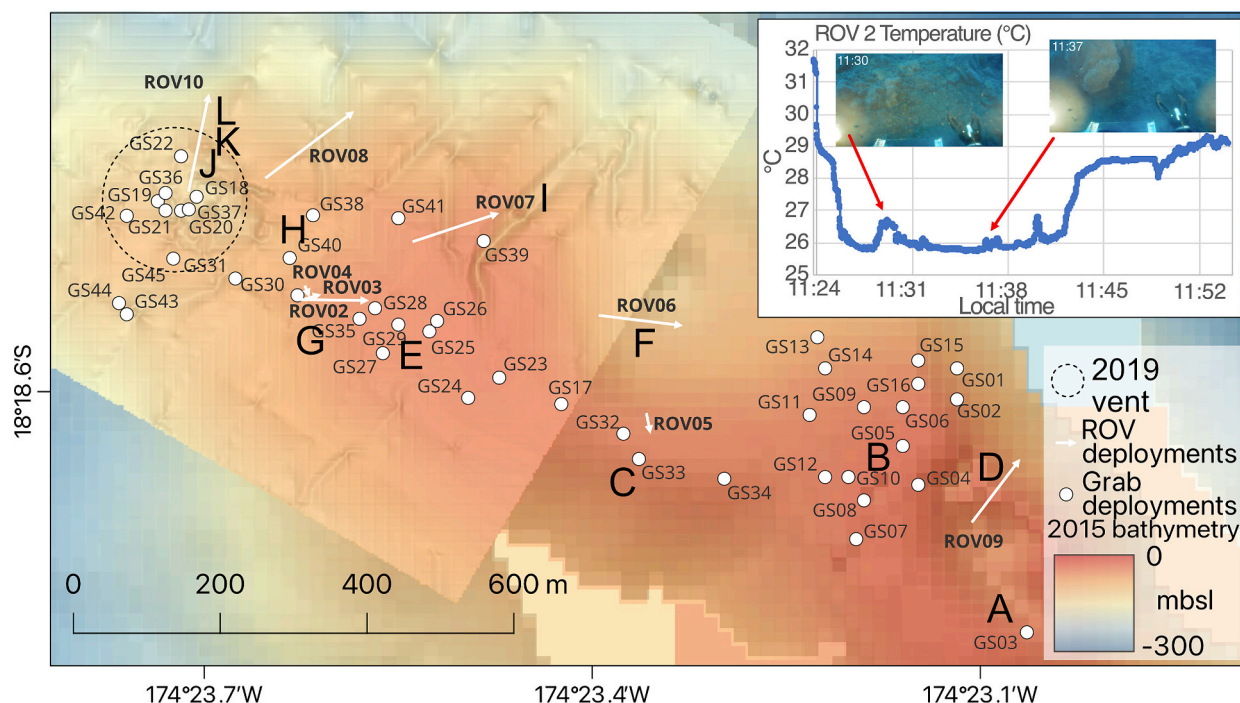 ROV 2 Temperature (°C)
32
31
30
29
28
27
26
25
°C
11:30
11:37
11:24
11:31
11:38
11:45
11:52
Local time
ROV10
L
K
J
GS22
ROV08
GS36
GS19
GS18
GS42
GS37
GS21
GS20
H
GS38
GS41
ROV07
I
GS40
GS39
GS31
GS45
GS30
ROV04
ROV03
GS44
GS43
ROV02
GS28
GS26
GS35
GS29
GS25
G
E
GS27
ROV06
F
GS23
GS24
GS17
GS13
GS14
GS15
GS16
GS01
GS09
GS11
GS06
GS02
GS32
ROV05
GS05
B
D
GS33
C
GS12
GS10
GS04
GS34
GS08
GS07
ROV09
A
GS03
18°18.6'S
2019
vent
ROV
deployments
Grab
deployments
2015 bathymetry
0
mbsl
-300
0
200
400
600 m
174°23.7'W
174°23.4'W
174°23.1'W